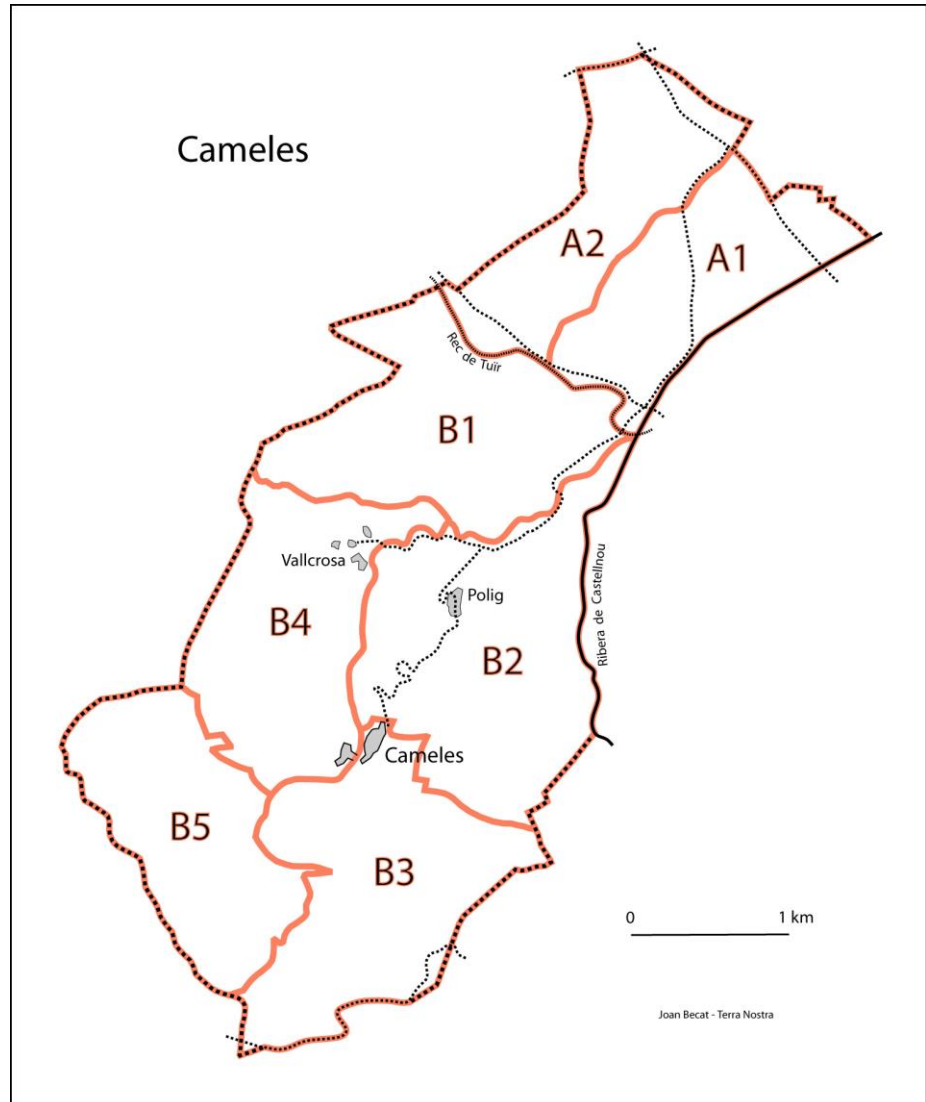 Cameles
A2
A1
Rec de Tuïr
B1
Vallcrosa
Polig
B4
B2
Ribera de Castellnou
Cameles
B5
B3
0 1 km
Joan Becat - Terra Nostra